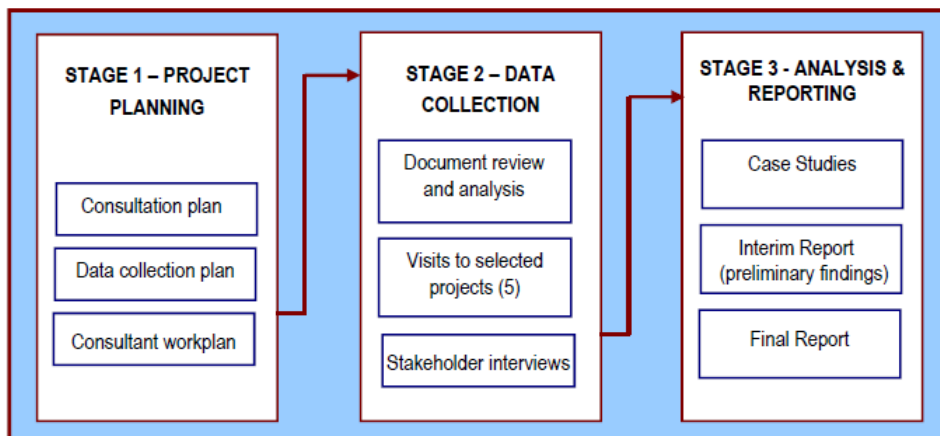 STAGE 1 – PROJECT
PLANNING
Consultation plan
Data collection plan
Consultant workplan
STAGE 2 – DATA
COLLECTION
Document review
and analysis
Visits to selected
projects (5)
Stakeholder interviews
STAGE 3 - ANALYSIS &
REPORTING
Case Studies
Interim Report
(preliminary findings)
Final Report